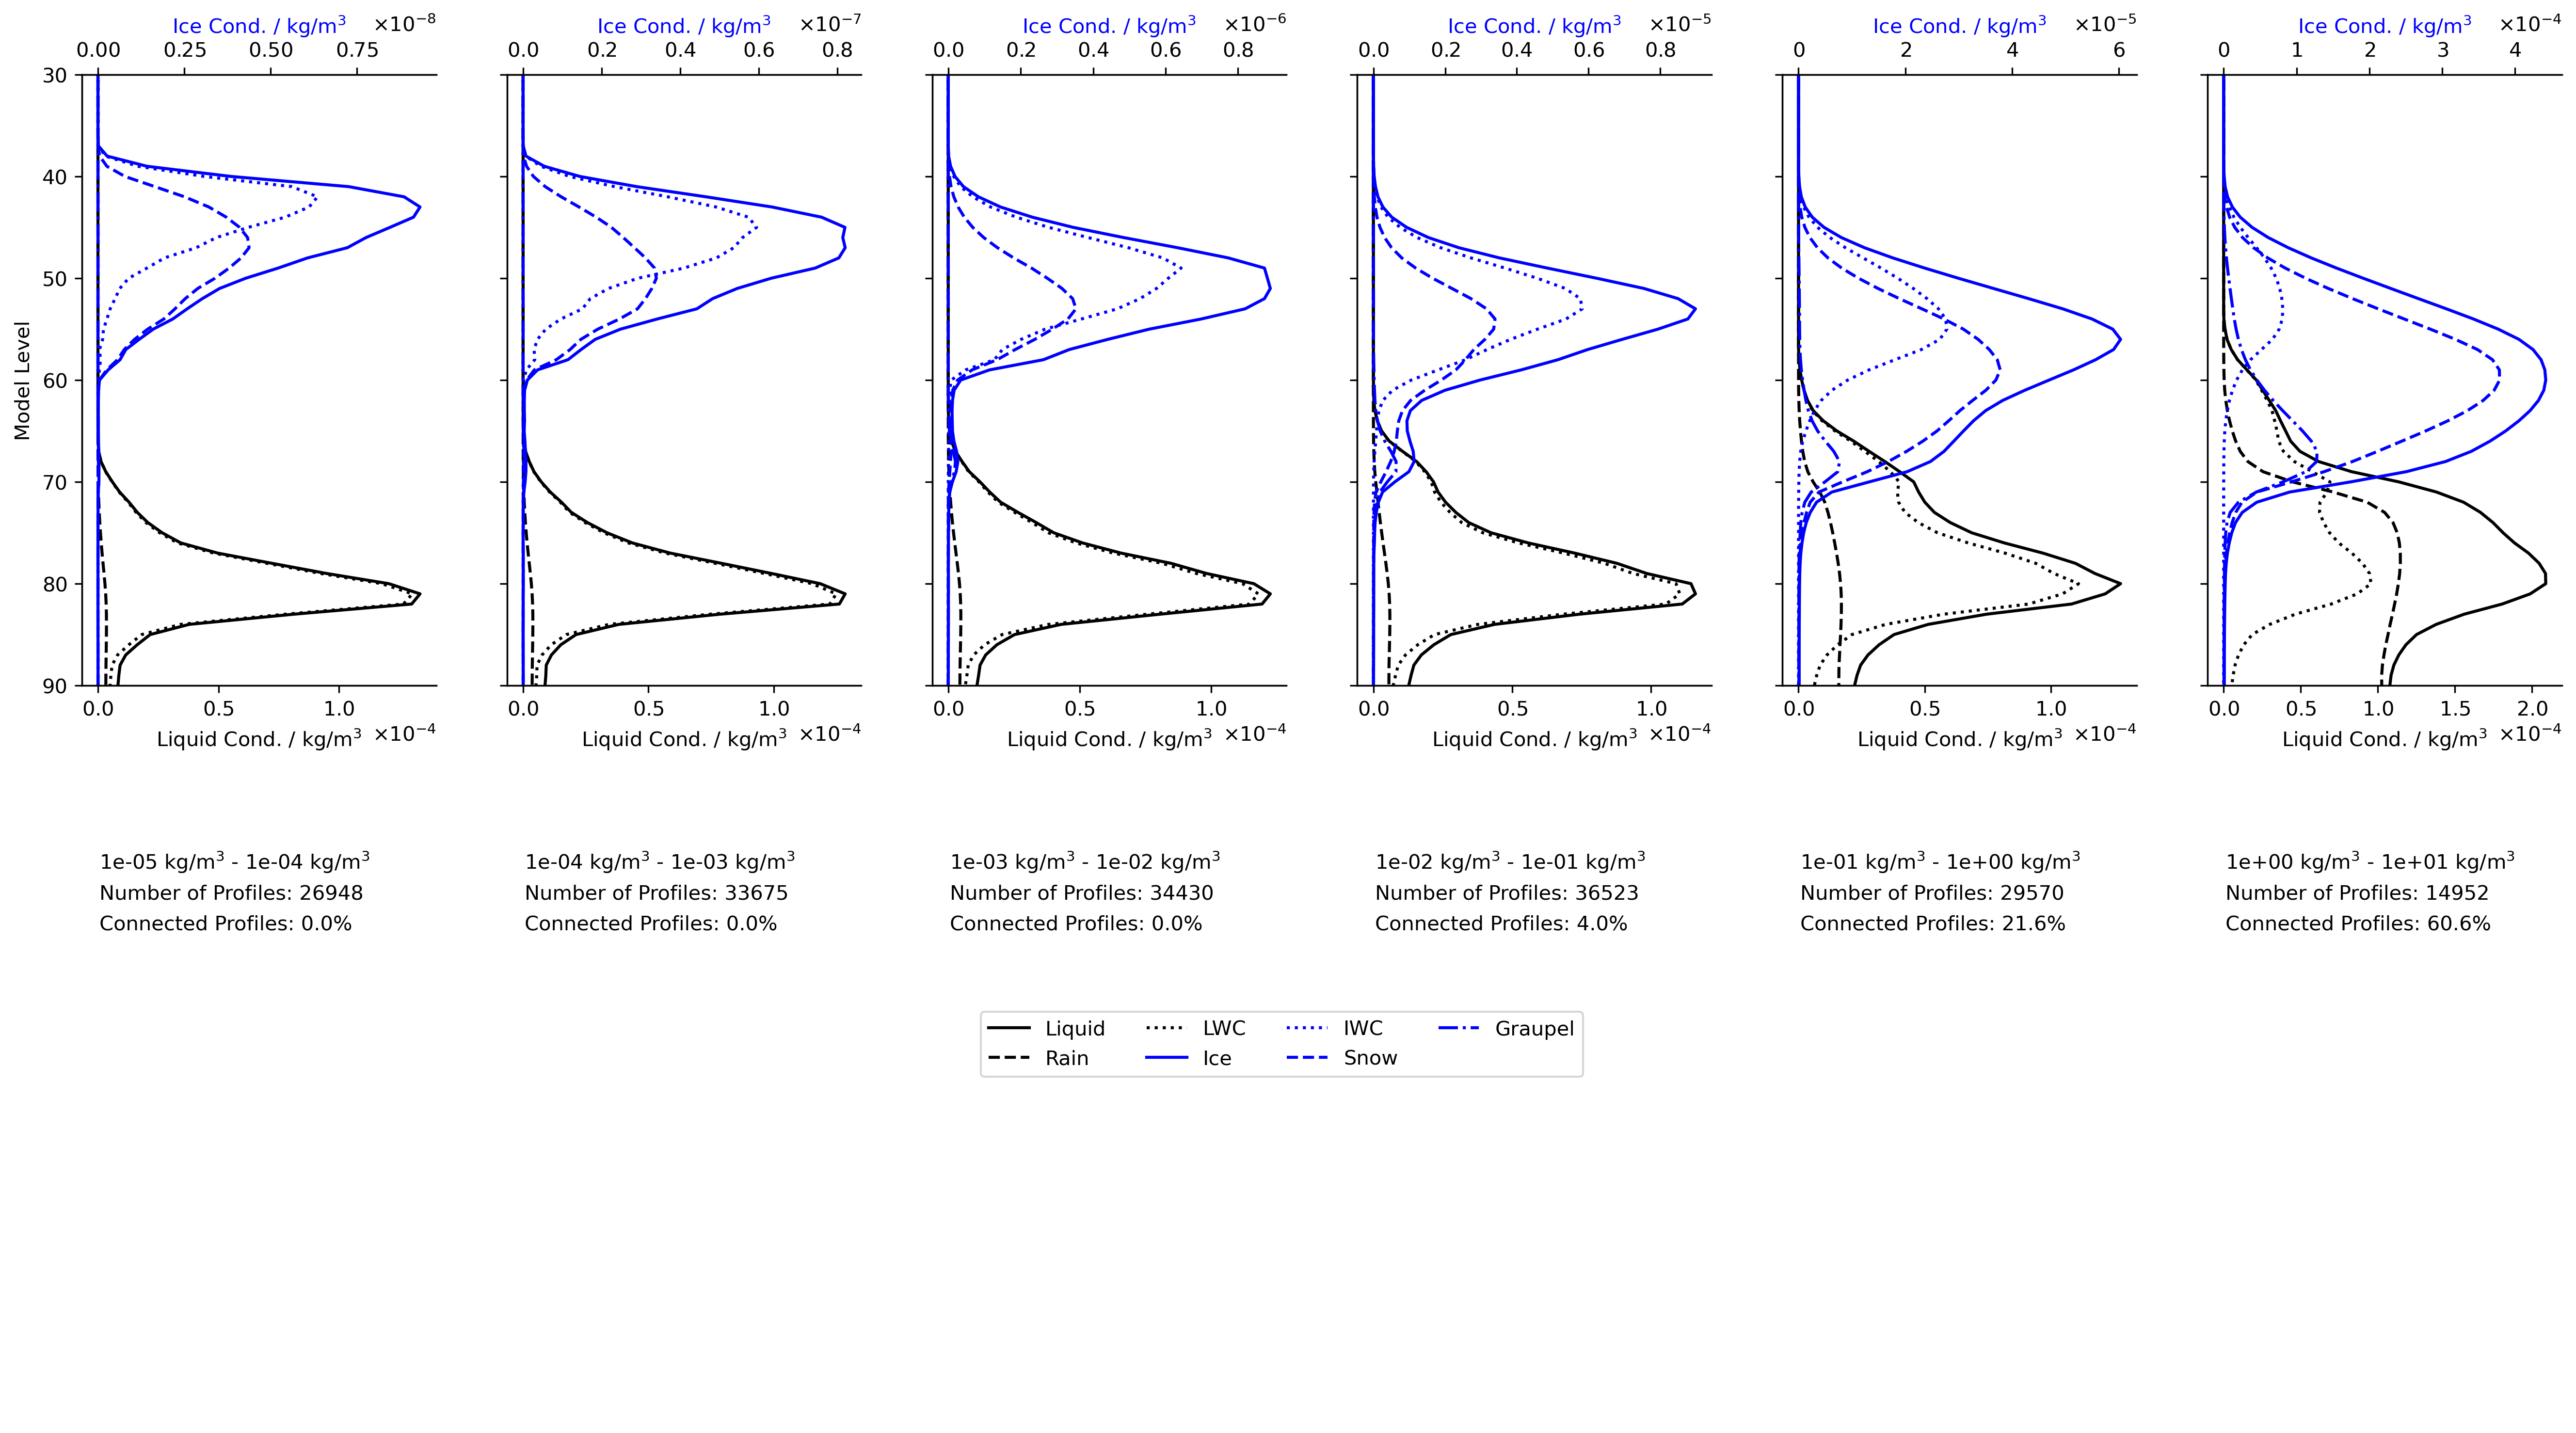 Ice Cond. / kg/m³ ×10⁻⁸
0.00 0.25 0.50 0.75
Ice Cond. / kg/m³ ×10⁻⁷
0.0 0.2 0.4 0.6 0.8
Ice Cond. / kg/m³ ×10⁻⁶
0.0 0.2 0.4 0.6 0.8
Ice Cond. / kg/m³ ×10⁻⁵
0.0 0.2 0.4 0.6 0.8
Ice Cond. / kg/m³ ×10⁻⁵
0 2 4 6
Ice Cond. / kg/m³ ×10⁻⁴
0 1 2 3 4
Model Level
30
40
50
60
70
80
90
0.0 0.5 1.0
Liquid Cond. / kg/m³ ×10⁻⁴
0.0 0.5 1.0
Liquid Cond. / kg/m³ ×10⁻�4
0.0 0.5 1.0
Liquid Cond. / kg/m³ ×10⁻⁴
0.0 0.5 1.0
Liquid Cond. / kg/m³ ×10⁻⁴
0.0 0.5 1.0
Liquid Cond. / kg/m³ ×10⁻⁴
0.0 0.5 1.0 1.5 2.0
Liquid Cond. / kg/m³ ×10⁻⁴
1e-05 kg/m³ - 1e-04 kg/m³
Number of Profiles: 26948
Connected Profiles: 0.0%
1e-04 kg/m³ - 1e-03 kg/m³
Number of Profiles: 33675
Connected Profiles: 0.0%
1e-03 kg/m³ - 1e-02 kg/m³
Number of Profiles: 34430
Connected Profiles: 0.0%
1e-02 kg/m³ - 1e-01 kg/m³
Number of Profiles: 36523
Connected Profiles: 4.0%
1e-01 kg/m³ - 1e+00 kg/m³
Number of Profiles: 29570
Connected Profiles: 21.6%
1e+00 kg/m³ - 1e+01 kg/m³
Number of Profiles: 14952
Connected Profiles: 60.6%
Liquid LWC IWC Graupel
Rain Ice Snow